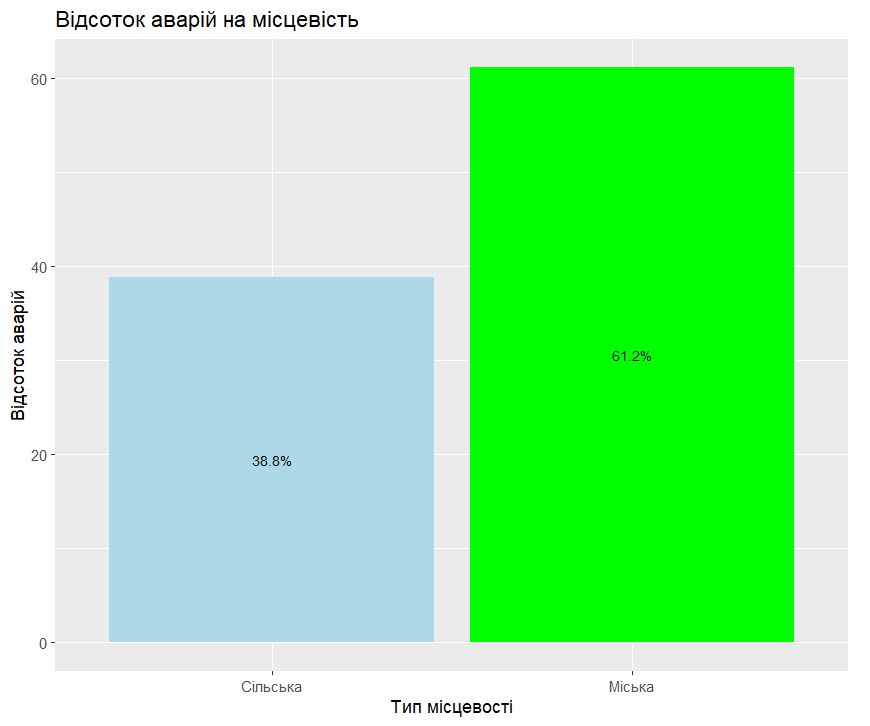 Відсоток аварій на місцевість
Відсоток аварій
60
40
20
0
38.8%
61.2%
Сільська
Міська
Тип місцевості